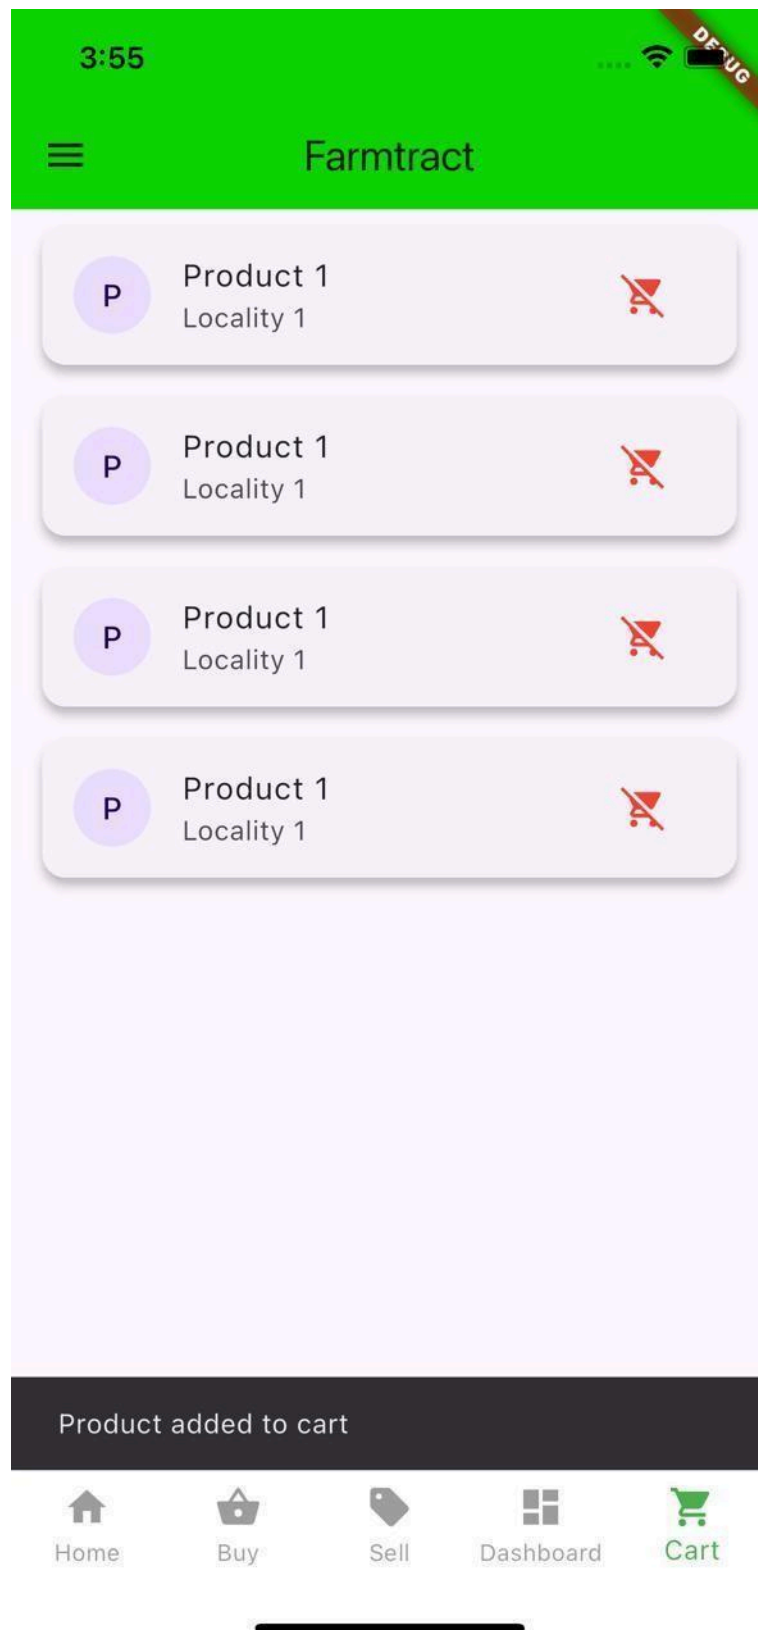 3:55
DEBUG
Farmtract
P
Product 1
Locality 1
P
Product 1
Locality 1
P
Product 1
Locality 1
P
Product 1
Locality 1
Product added to cart
Home
Buy
Sell
Dashboard
Cart